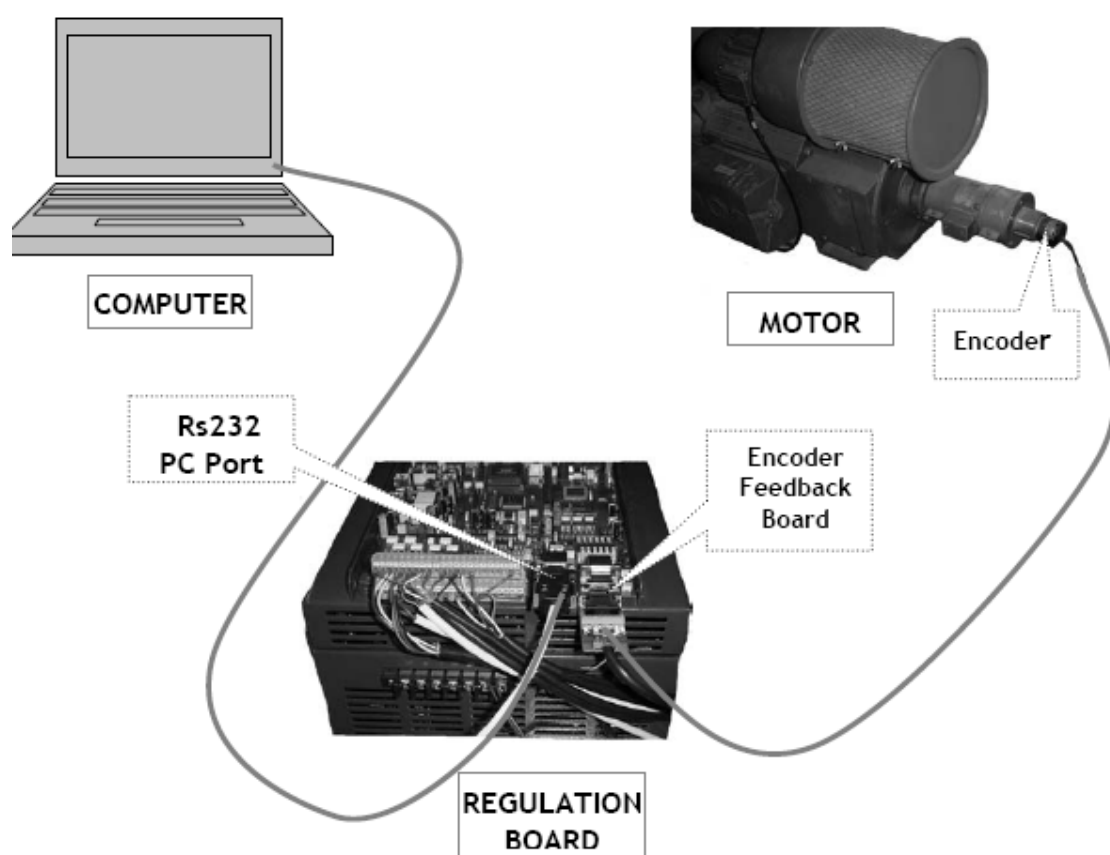 COMPUTER
MOTOR
Encoder
Rs232
PC Port
Encoder
Feedback
Board
REGULATION
BOARD